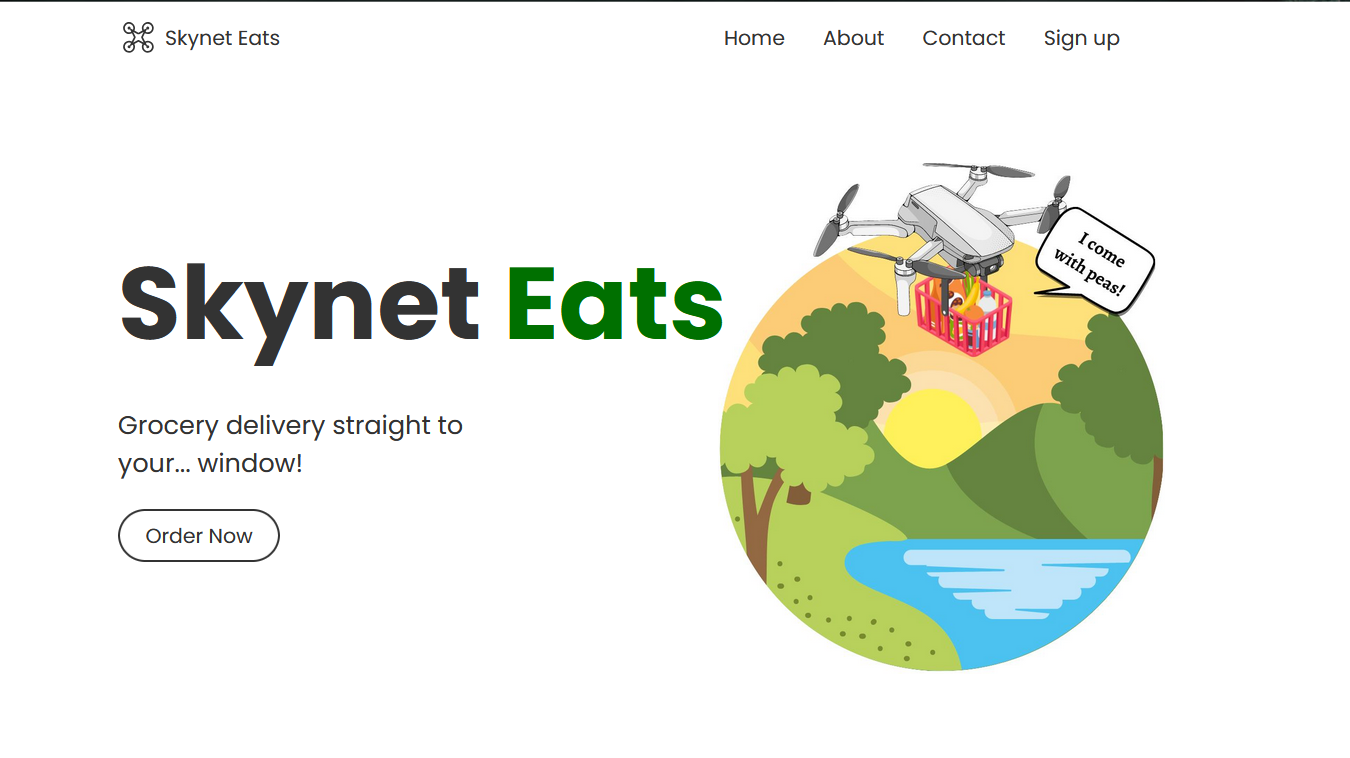 Skynet Eats
Home About Contact Sign up
Skynet Eats
Grocery delivery straight to
your... window!
Order Now
I come
with peas!